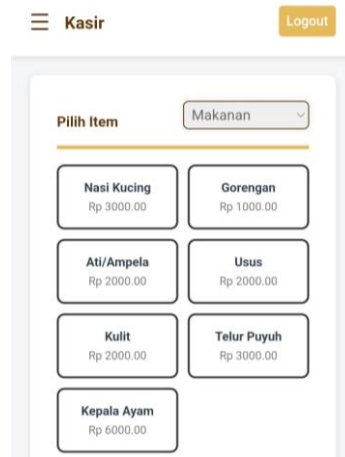 Kasir
Logout
Pilih Item
Makanan
Nasi Kucing
Rp 3000.00
Gorengan
Rp 1000.00
Ati/Ampela
Rp 2000.00
Usus
Rp 2000.00
Kulit
Rp 2000.00
Telur Puyuh
Rp 3000.00
Kepala Ayam
Rp 6000.00